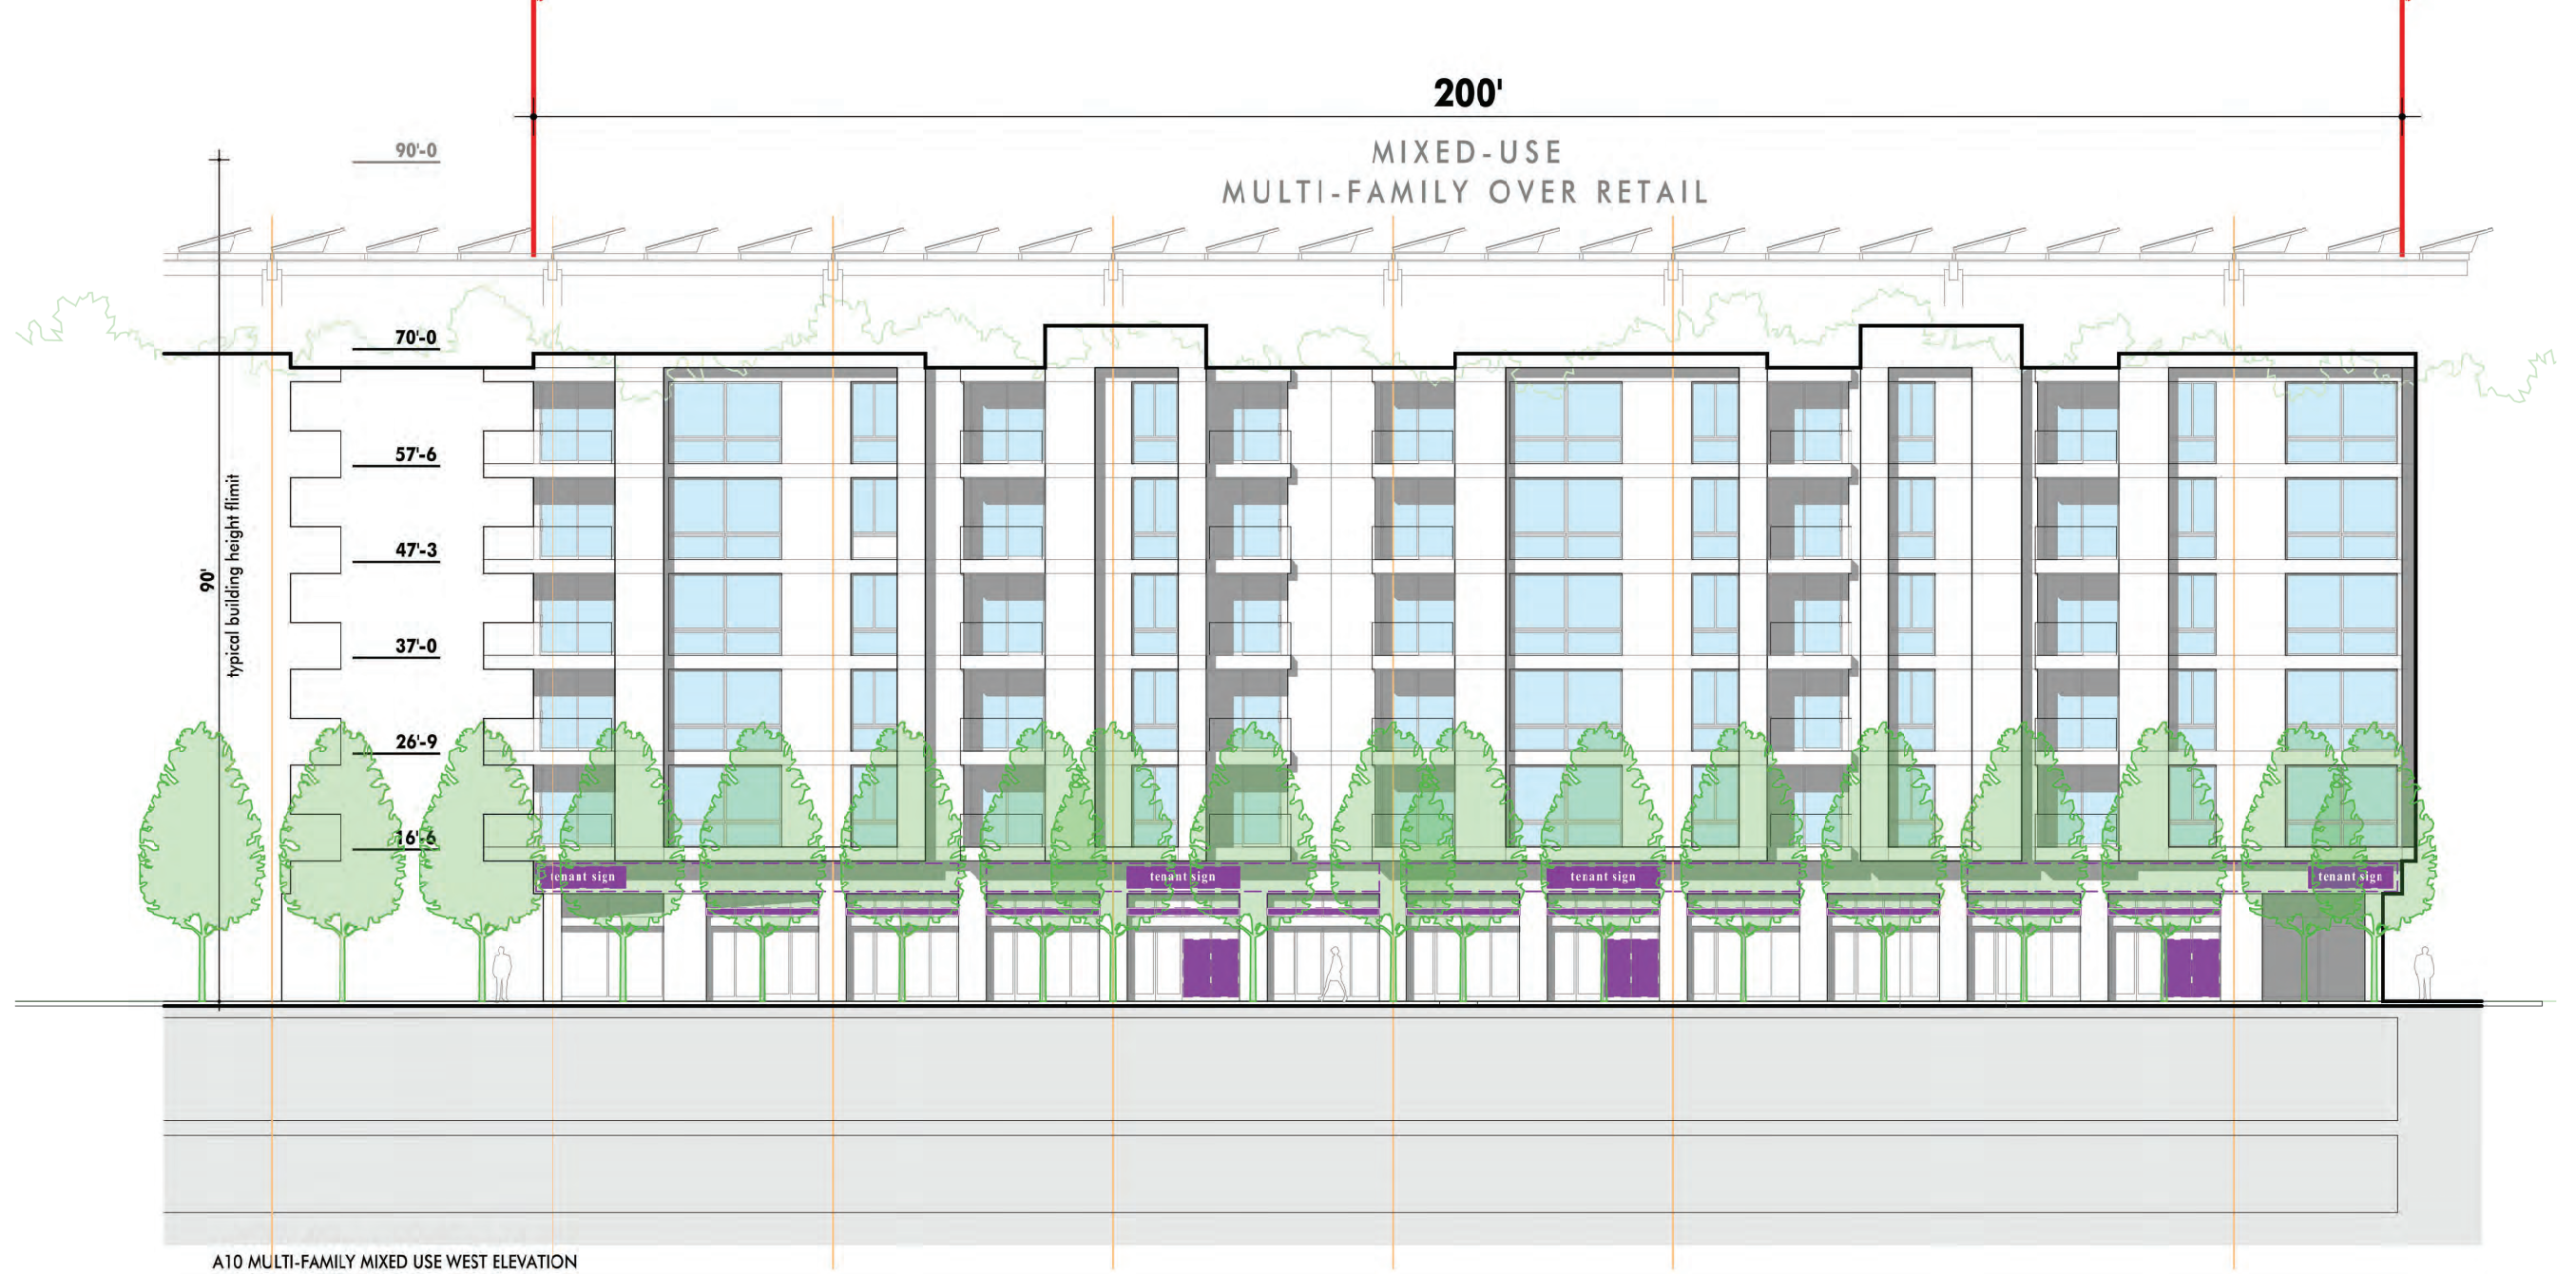 200'
90'-0
MIXED-USE
MULTI-FAMILY OVER RETAIL
70'-0
57'-6
47'-3
90'
typical building height flimit
37'-0
26'-9
16'-6
tenant sign
tenant sign
tenant sign
tenant sign
A10 MULTI-FAMILY MIXED USE WEST ELEVATION